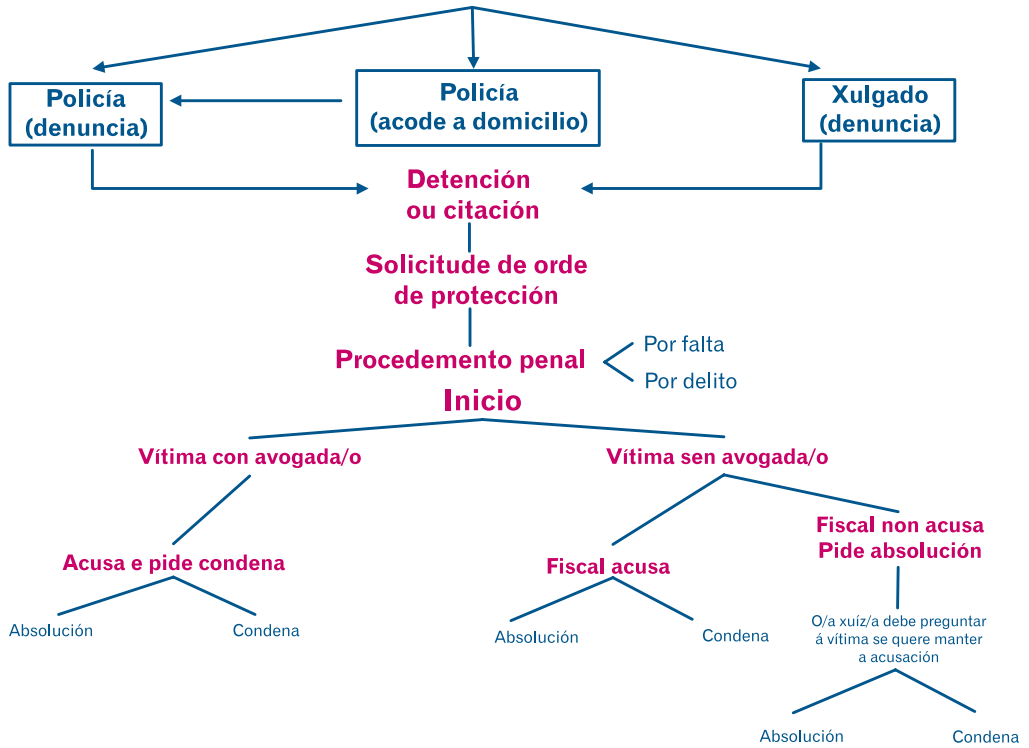 Policía
(denuncia)
Policía
(acode a domicilio)
Xulgado
(denuncia)
Detención
ou citación
Solicitude de orde
de protección
Procedemento penal
Por falta
Por delito
Inicio
Vítima con avogada/o
Vítima sen avogada/o
Acusa e pide condena
Fiscal acusa
Fiscal non acusa
Pide absolución
Absolución
Condena
Absolución
Condena
O/a xuíz/a debe preguntar
á vítima se quere manter
a acusación
Absolución
Condena